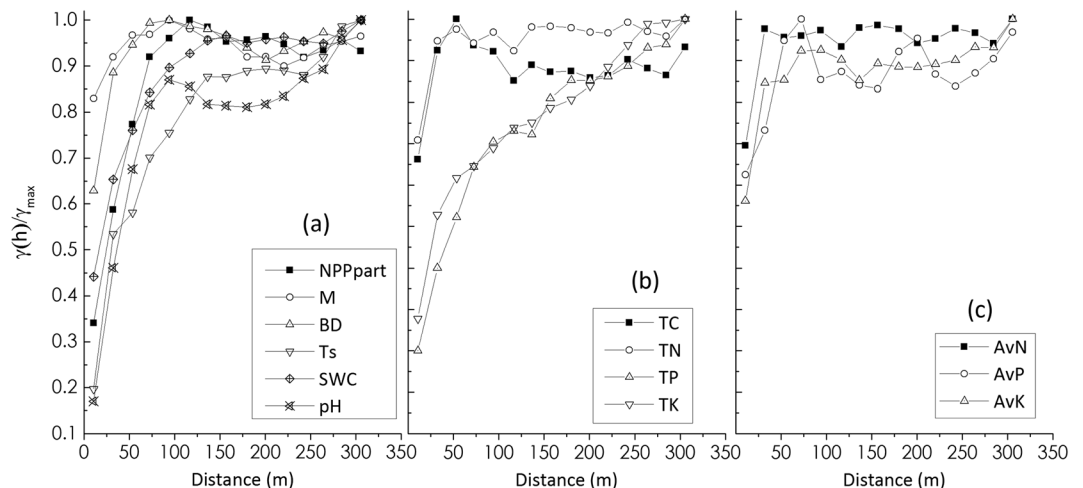 γ(h)/γmax
1.0
0.9
0.8
0.7
0.6
0.5
0.4
0.3
0.2
0.1
(a)
NPPpart
M
BD
Ts
SWC
pH
0 50 100 150 200 250 300 350
Distance (m)
(b)
TC
TN
TP
TK
50 100 150 200 250 300 350
Distance (m)
(c)
AvN
AvP
AvK
50 100 150 200 250 300 350
Distance (m)